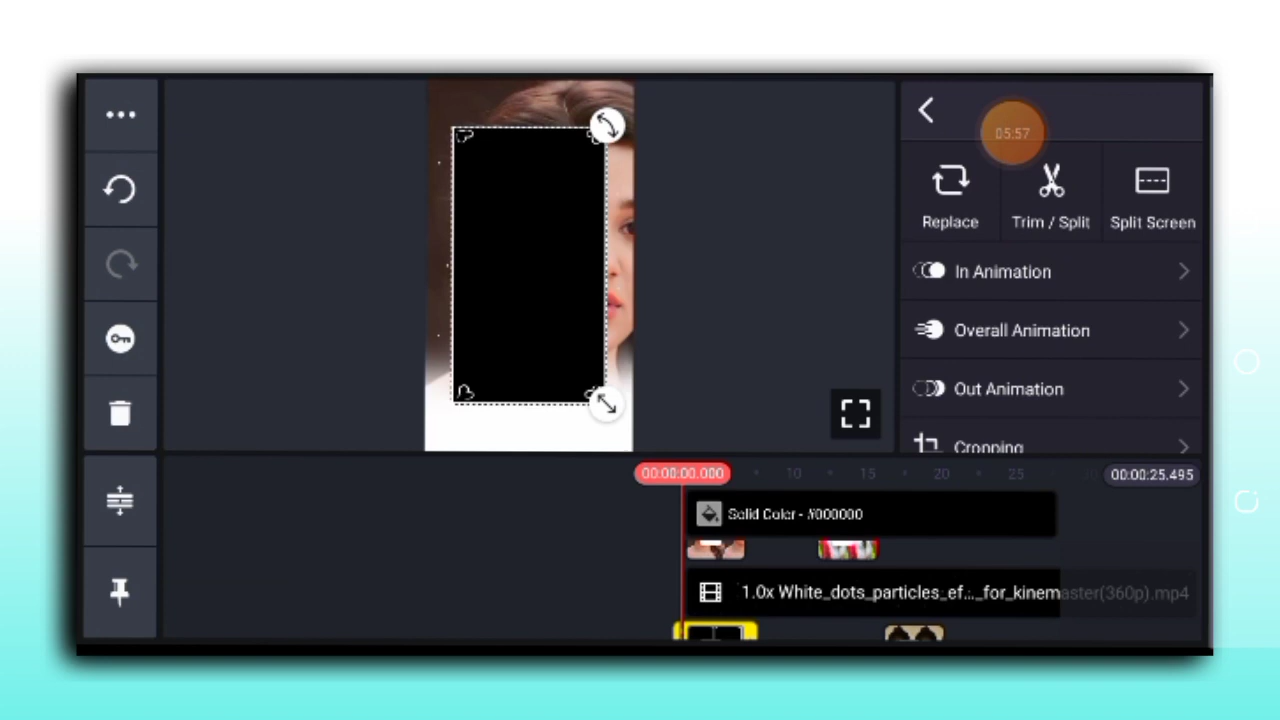 05:57
Replace
Trim / Split
Split Screen
In Animation
Overall Animation
Out Animation
Cropping
00:00:00.000
10
15
20
25
30
00:00:25.495
Solid Color - #000000
1.0x White_dots_particles_ef..._for_kinemaster(360p).mp4